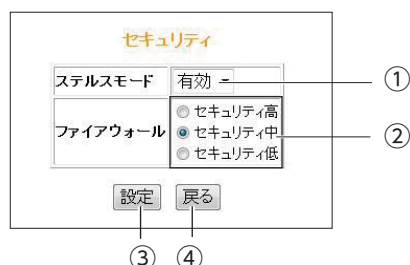 セキュリティ
ステルスモード 有効 ①
ファイアウォール
セキュリティ高
セキュリティ中 ②
セキュリティ低
設定 戻る
③ ④